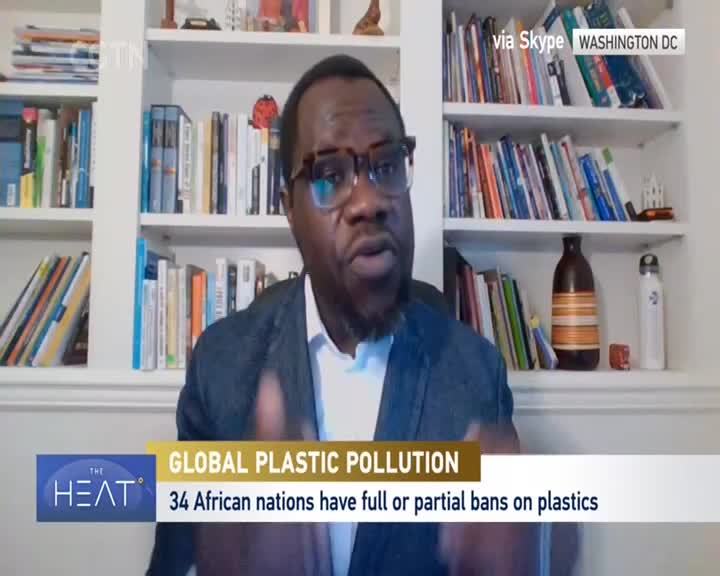 CGTN
via Skype WASHINGTON DC
GLOBAL PLASTIC POLLUTION
THE
HEAT
34 African nations have full or partial bans on plastics